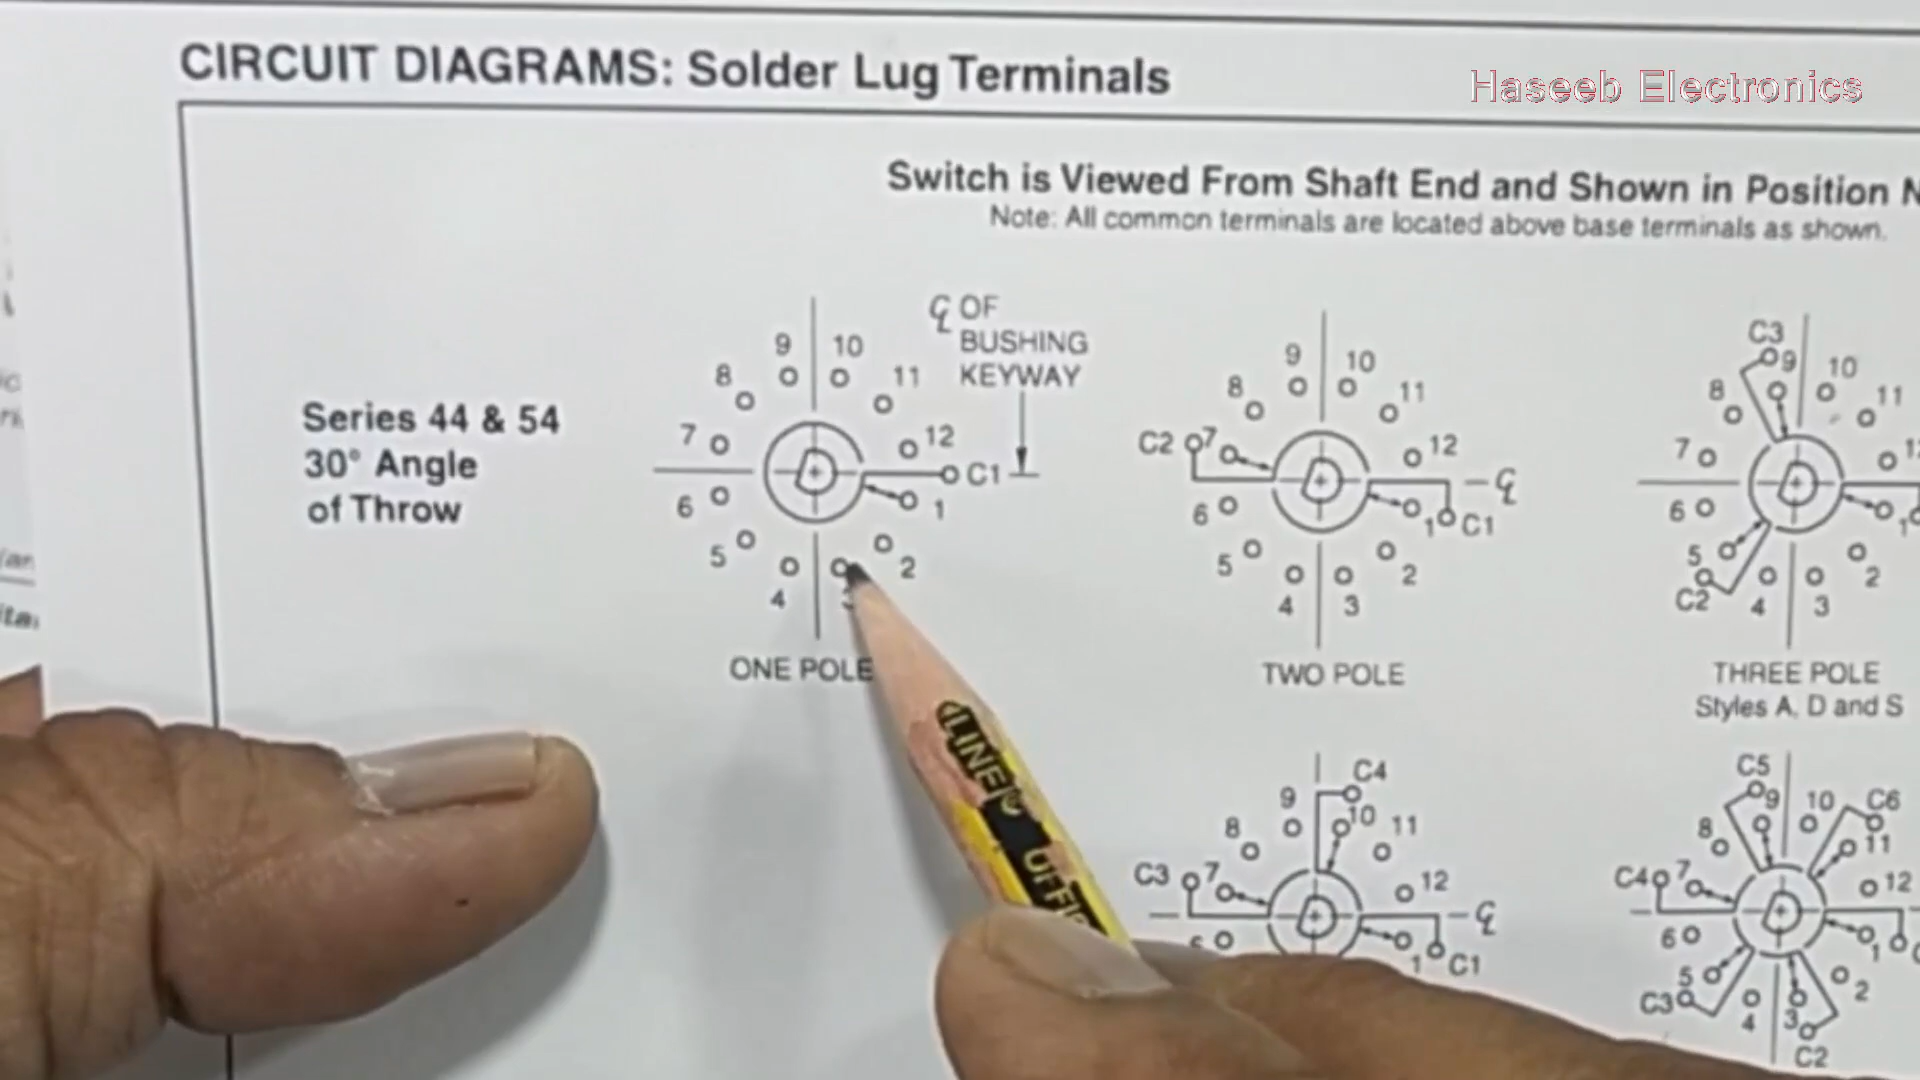 CIRCUIT DIAGRAMS: Solder Lug Terminals
Haseeb Electronics
Switch is Viewed From Shaft End and Shown in Position
Note: All common terminals are located above base terminals as shown.
Series 44 & 54
30° Angle
of Throw
℄ OF
BUSHING
KEYWAY
9 10
8 11
7 12
C1
6 1
5 2
4
ONE POLE
9 10
8 11
C2 7 12
℄
6 1 C1
5 2
4 3
TWO POLE
C3
9 10
8 11
7
6 1
5 2
C2 4 3
THREE POLE
Styles A, D and S
C4
9 10
8 11
C3 7 12
℄
6 1 C1
C5
9 10 C6
8 11
C4 7 12
6 1
5 2
C3 4 3
C2
LINER